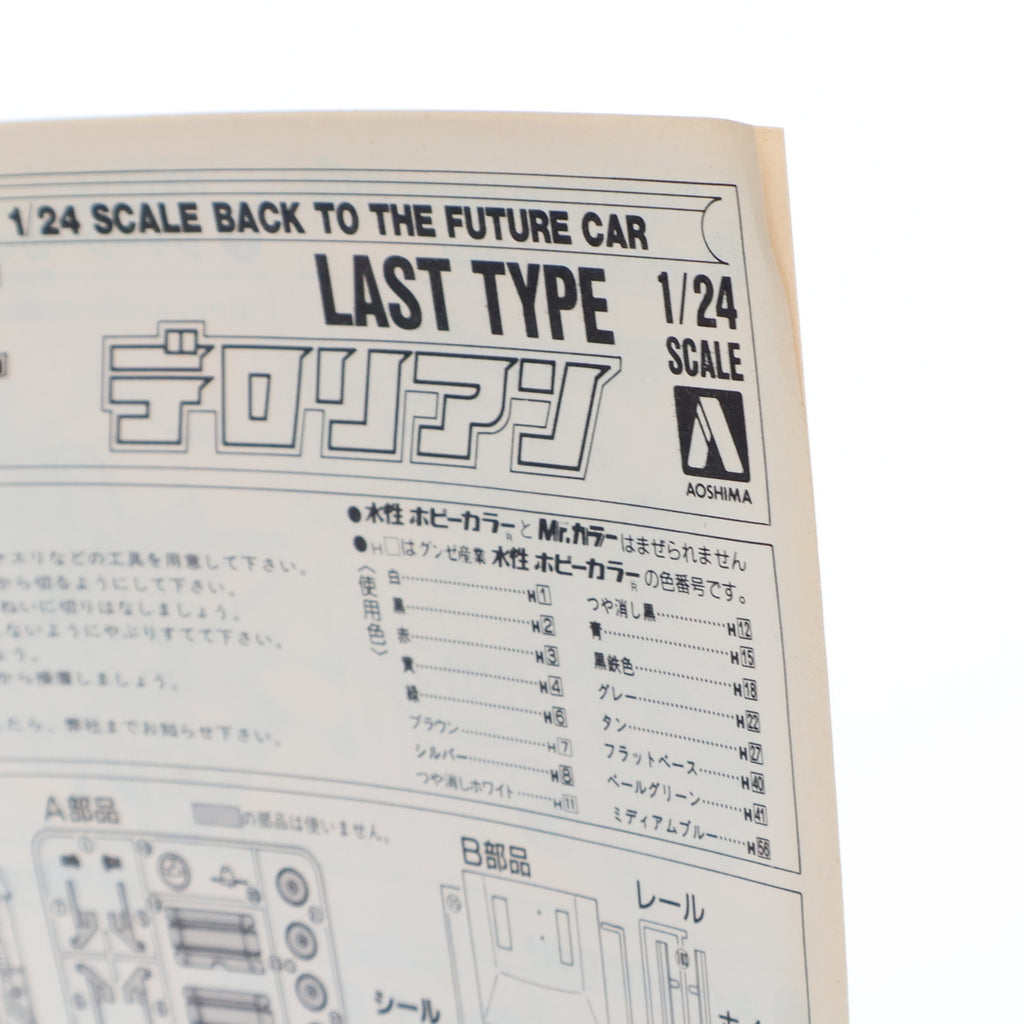 1/24 SCALE BACK TO THE FUTURE CAR
LAST TYPE
1/24
SCALE
デロリアン
AOSHIMA
●水性ホビーカラーRとMr.カラーはまぜられません
●H□はグンゼ産業水性ホビーカラーRの色番号です。
〈使用色〉
白……H1
黒……H2
赤……H3
黄……H4
緑……H6
ブラウン……H7
シルバー……H8
つや消しホワイト……H11
つや消し黒……H12
青……H15
黒鉄色……H18
グレー……H22
タン……H27
フラットベース……H40
ペールグリーン……H41
ミディアムブルー……H56
ヤスリなどの工具を用意して下さい。
から切るようにして下さい。
ねいに切りはなしましょう。
ないようにやぶりすてて下さい。
ょう。
から接着しましょう。
したら、弊社までお知らせ下さい。
A部品
の部品は使いません。
B部品
レール
シール